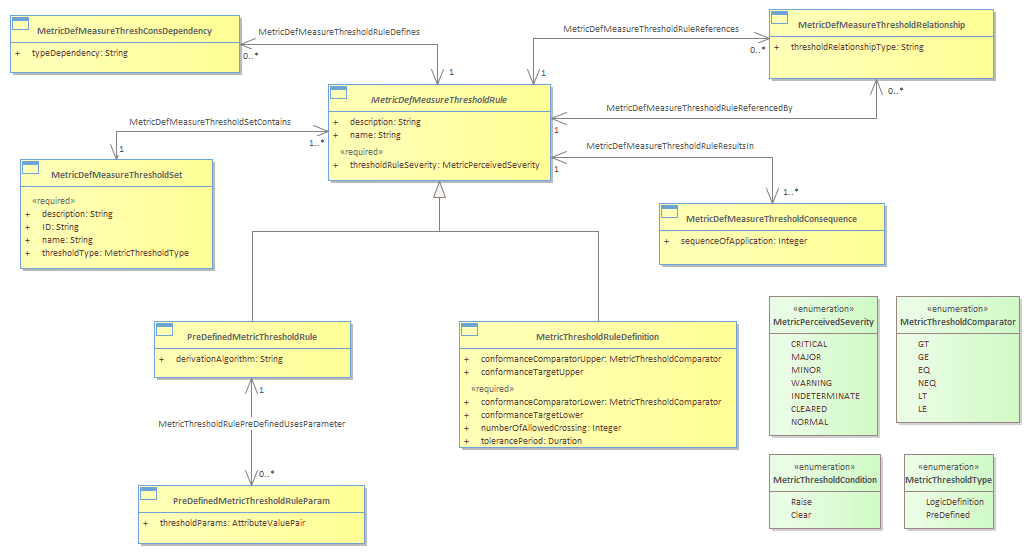 MetricDefMeasureThreshConsDependency
+ typeDependency: String
MetricDefMeasureThresholdRuleDefines
0..*
1
MetricDefMeasureThresholdRuleReferences
0..*
1
MetricDefMeasureThresholdRelationship
+ thresholdRelationshipType: String
MetricDefMeasureThresholdRule
+ description: String
+ name: String
«required»
+ thresholdRuleSeverity: MetricPerceivedSeverity
MetricDefMeasureThresholdRuleReferencedBy
0..*
1
MetricDefMeasureThresholdSetContains
1..*
1
MetricDefMeasureThresholdRuleResultsIn
1
1..*
MetricDefMeasureThresholdSet
«required»
+ description: String
+ ID: String
+ name: String
+ thresholdType: MetricThresholdType
MetricDefMeasureThresholdConsequence
+ sequenceOfApplication: Integer
PreDefinedMetricThresholdRule
+ derivationAlgorithm: String
MetricThresholdRuleDefinition
+ conformanceComparatorUpper: MetricThresholdComparator
+ conformanceTargetUpper
«required»
+ conformanceComparatorLower: MetricThresholdComparator
+ conformanceTargetLower
+ numberOfAllowedCrossing: Integer
+ tolerancePeriod: Duration
«enumeration»
MetricPerceivedSeverity
CRITICAL
MAJOR
MINOR
WARNING
INDETERMINATE
CLEARED
NORMAL
«enumeration»
MetricThresholdComparator
GT
GE
EQ
NEQ
LT
LE
1
MetricThresholdRulePreDefinedUsesParameter
0..*
PreDefinedMetricThresholdRuleParam
+ thresholdParams: AttributeValuePair
«enumeration»
MetricThresholdCondition
Raise
Clear
«enumeration»
MetricThresholdType
LogicDefinition
PreDefined